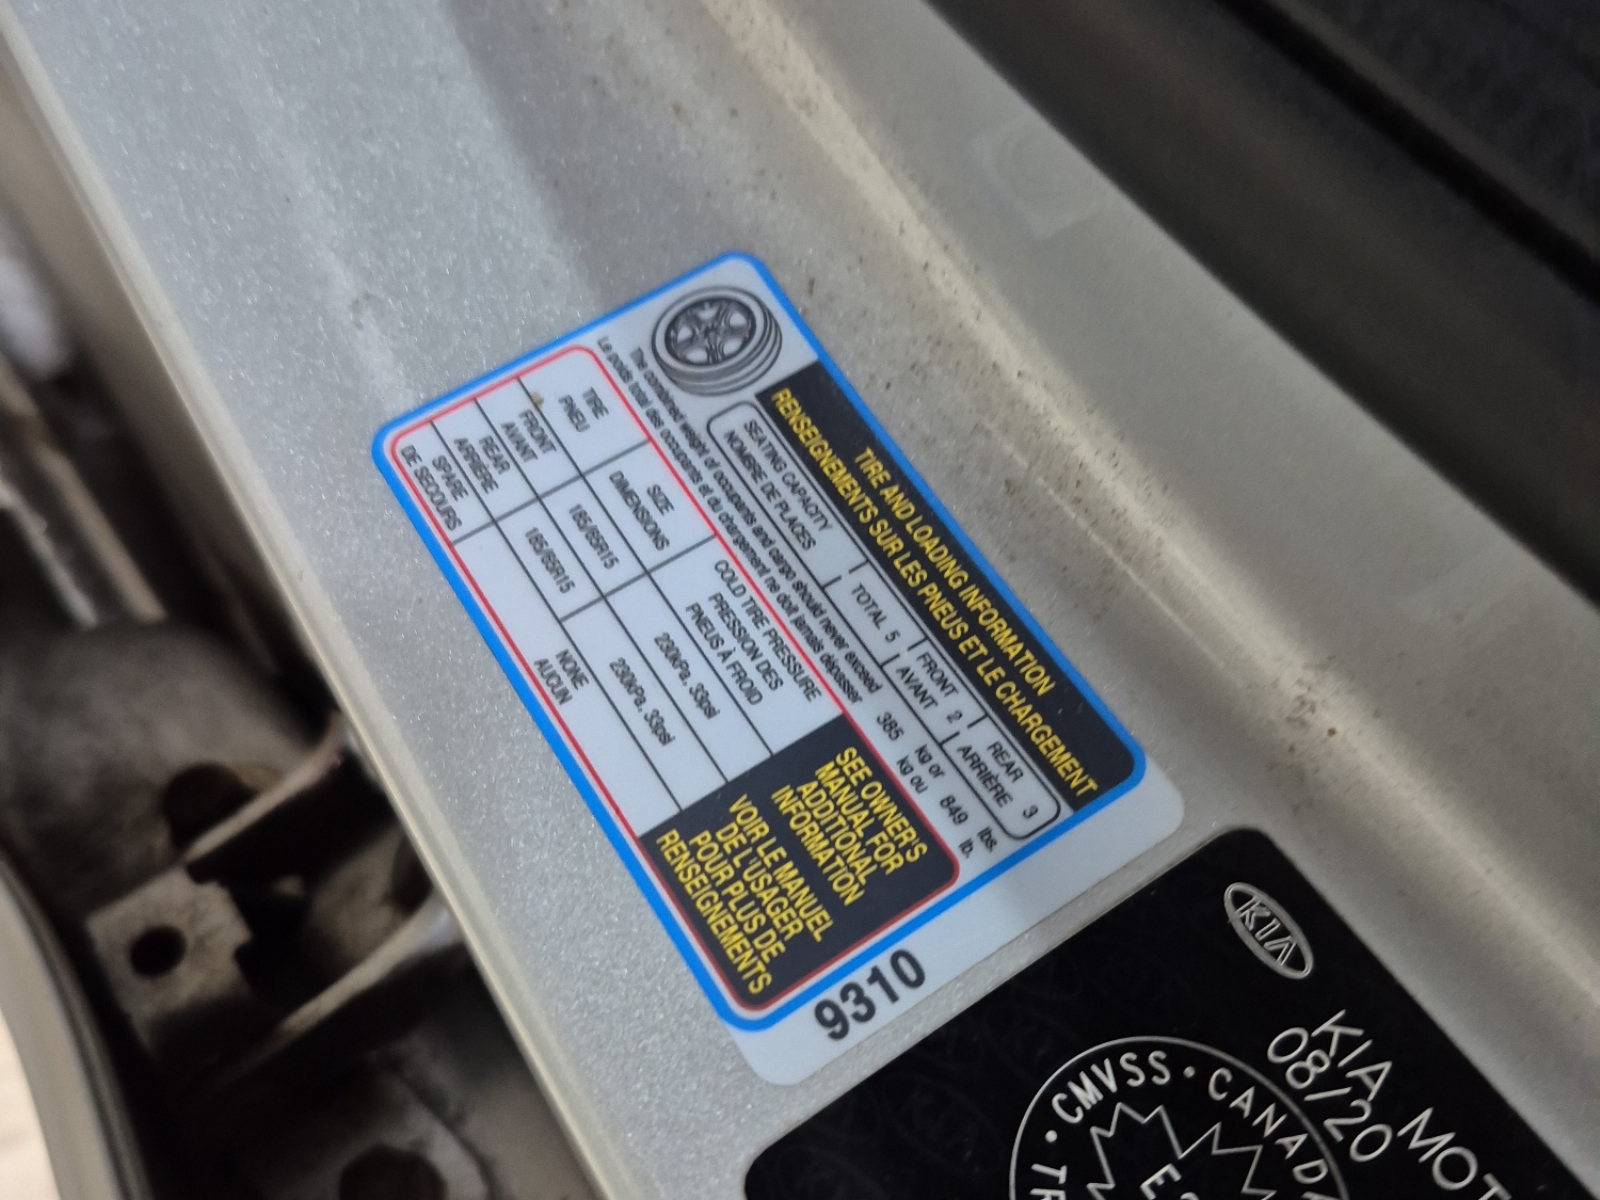 TIRE AND LOADING INFORMATION
RENSEIGNEMENTS SUR LES PNEUS ET LE CHARGEMENT
SEATING CAPACITY
NOMBRE DE PLACES
TOTAL 5
FRONT
AVANT
2
REAR
ARRIÈRE
3
The combined weight of occupants and cargo should never exceed 385 kg or 849 lbs.
Le poids total des occupants et du chargement ne doit jamais dépasser kg ou lb.
TIRE
PNEU
SIZE
DIMENSIONS
COLD TIRE PRESSURE
PRESSION DES
PNEUS À FROID
FRONT
AVANT
185/65R15
230kPa, 33psi
REAR
ARRIÈRE
185/65R15
230kPa, 33psi
SPARE
DE SECOURS
NONE
AUCUN
SEE OWNER'S
MANUAL FOR
ADDITIONAL
INFORMATION
VOIR LE MANUEL
DE L'USAGER
POUR PLUS DE
RENSEIGNEMENTS
9310
KIA
KIA MOT
08/20
CMVSS · CANADA